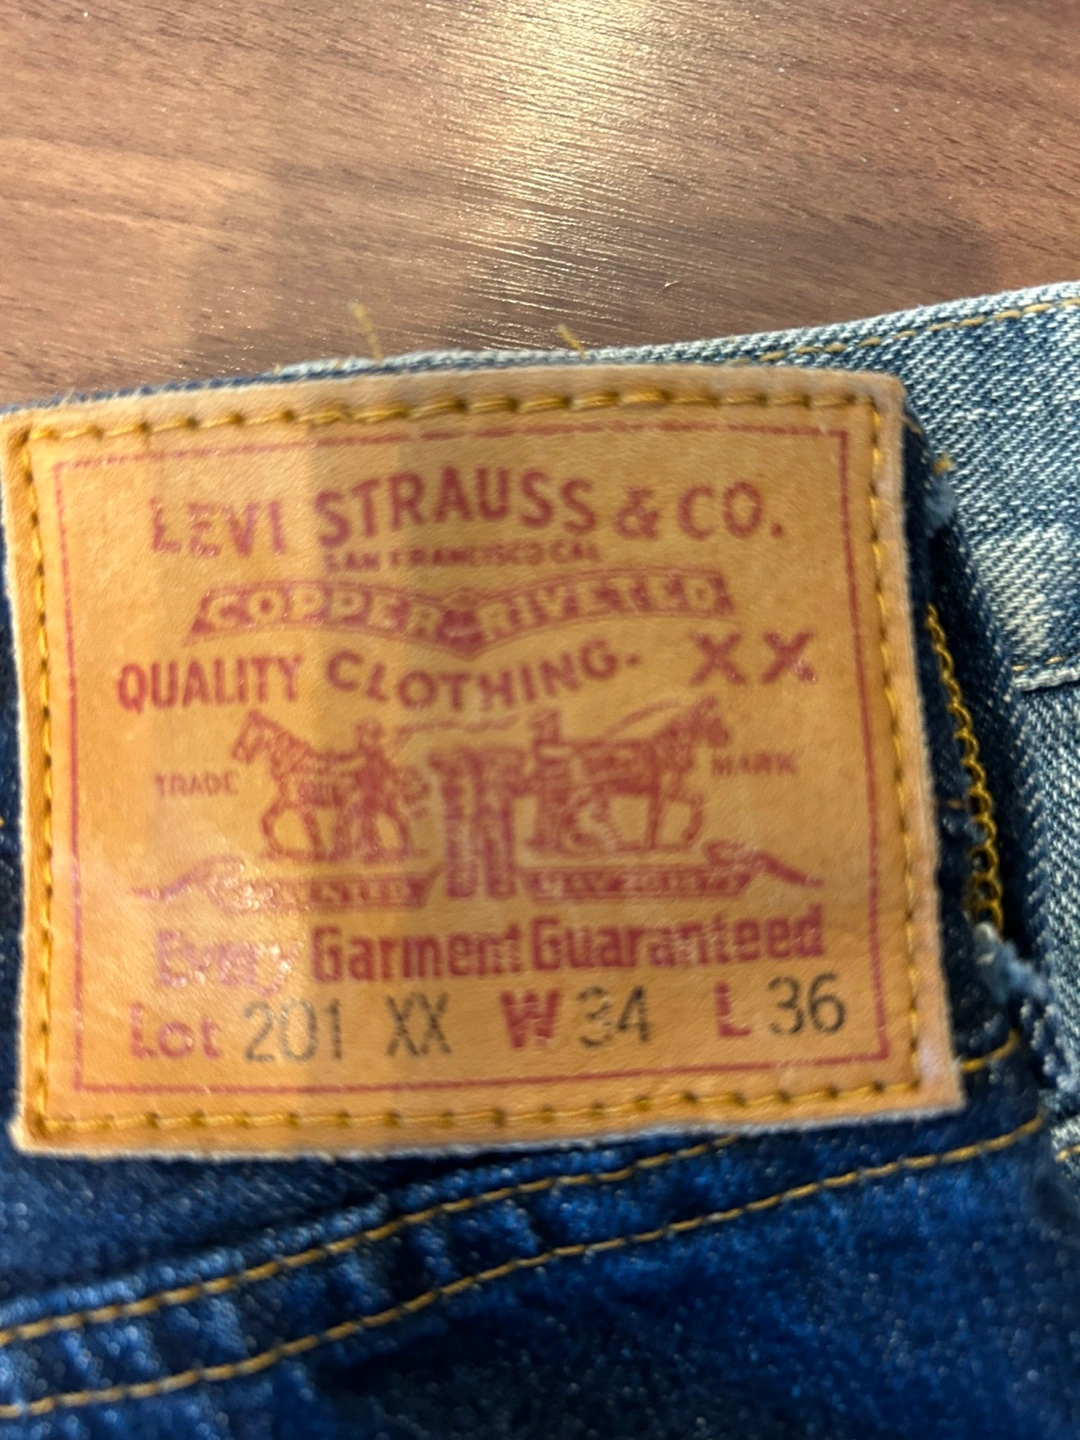 LEVI STRAUSS & CO.
SAN FRANCISCO CAL
COPPER RIVETED
QUALITY CLOTHING. XX
TRADE MARK
Every Garment Guaranteed
Lot 201 XX W 34 L 36